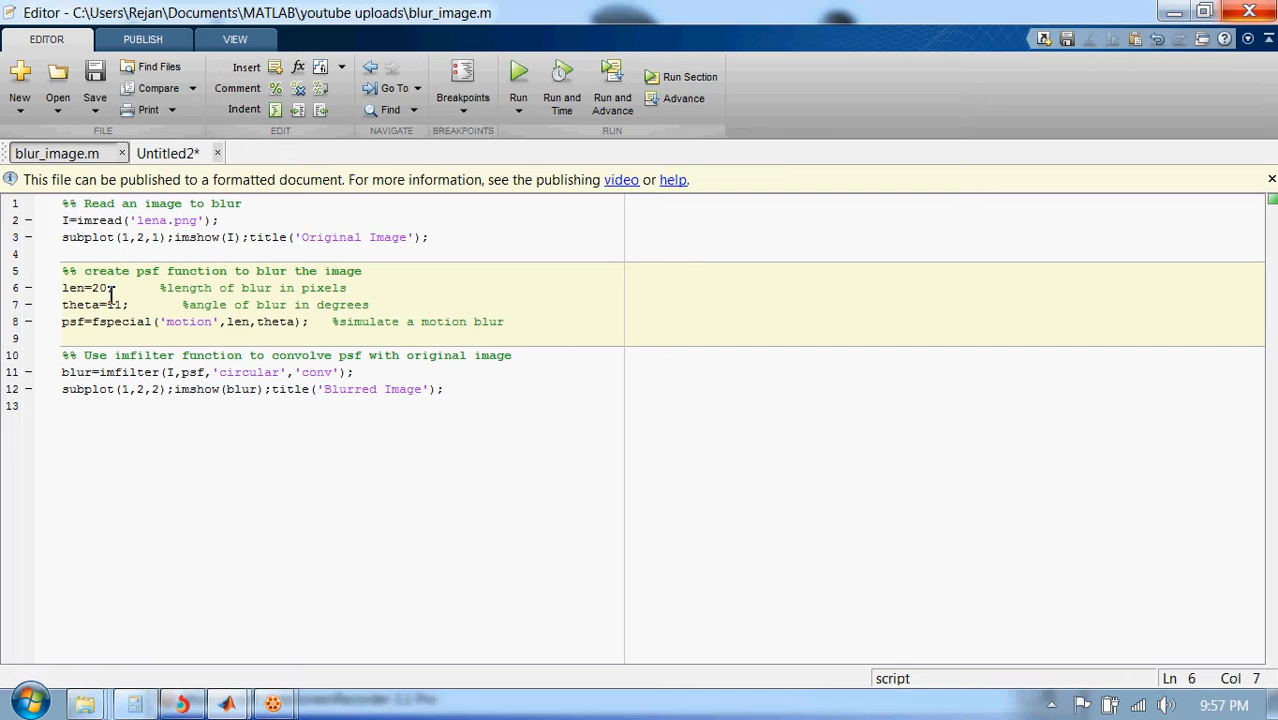 Editor - C:\Users\Rejan\Documents\MATLAB\youtube uploads\blur_image.m
EDITOR PUBLISH VIEW
New Open Save Find Files Compare Print
Insert Comment Indent
Go To Find
Breakpoints Run Run and Time Run and Advance Run Section Advance
FILE EDIT NAVIGATE BREAKPOINTS RUN
blur_image.m × Untitled2* ×
This file can be published to a formatted document. For more information, see the publishing video or help.
1 %% Read an image to blur
2 – I=imread('lena.png');
3 – subplot(1,2,1);imshow(I);title('Original Image');
4
5 %% create psf function to blur the image
6 – len=20; %length of blur in pixels
7 – theta=11; %angle of blur in degrees
8 – psf=fspecial('motion',len,theta); %simulate a motion blur
9
10 %% Use imfilter function to convolve psf with original image
11 – blur=imfilter(I,psf,'circular','conv');
12 – subplot(1,2,2);imshow(blur);title('Blurred Image');
13
script Ln 6 Col 7
9:57 PM